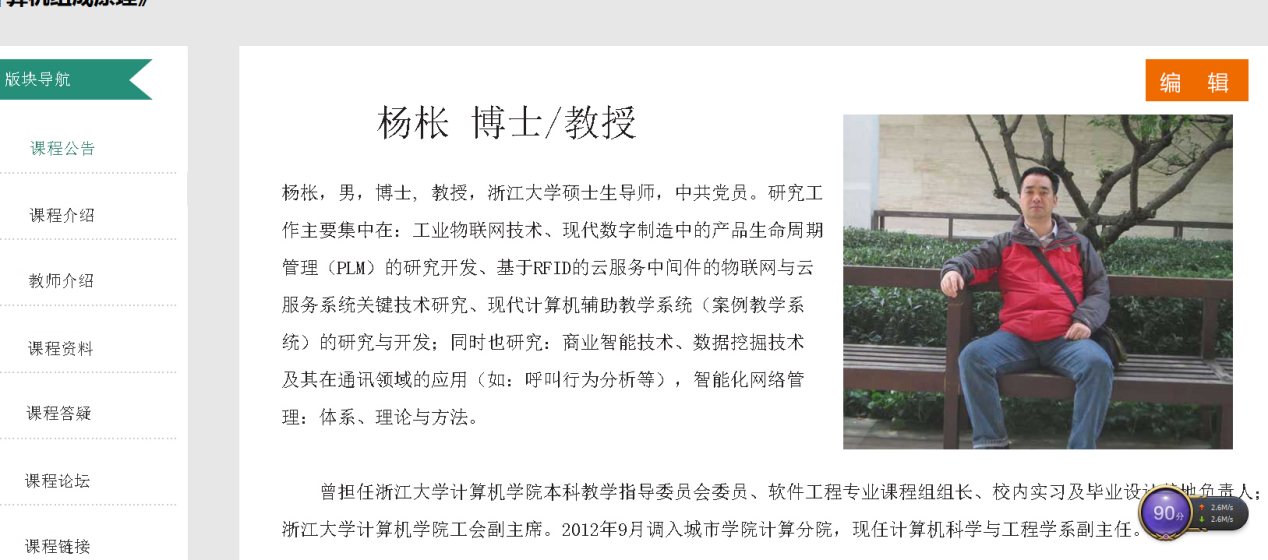 算机组成原理》
版块导航
课程公告
课程介绍
教师介绍
课程资料
课程答疑
课程论坛
课程链接
编 辑
杨枨 博士/教授
杨枨，男，博士，教授，浙江大学硕士生导师，中共党员。研究工
作主要集中在：工业物联网技术、现代数字制造中的产品生命周期
管理（PLM）的研究开发、基于RFID的云服务中间件的物联网与云
服务系统关键技术研究、现代计算机辅助教学系统（案例教学系
统）的研究与开发；同时也研究：商业智能技术、数据挖掘技术
及其在通讯领域的应用（如：呼叫行为分析等），智能化网络管
理：体系、理论与方法。
曾担任浙江大学计算机学院本科教学指导委员会委员、软件工程专业课程组组长、校内实习及毕业设计基地负责人；
浙江大学计算机学院工会副主席。2012年9月调入城市学院计算分院，现任计算机科学与工程学系副主任。
90分
2.6M/s
2.6M/s